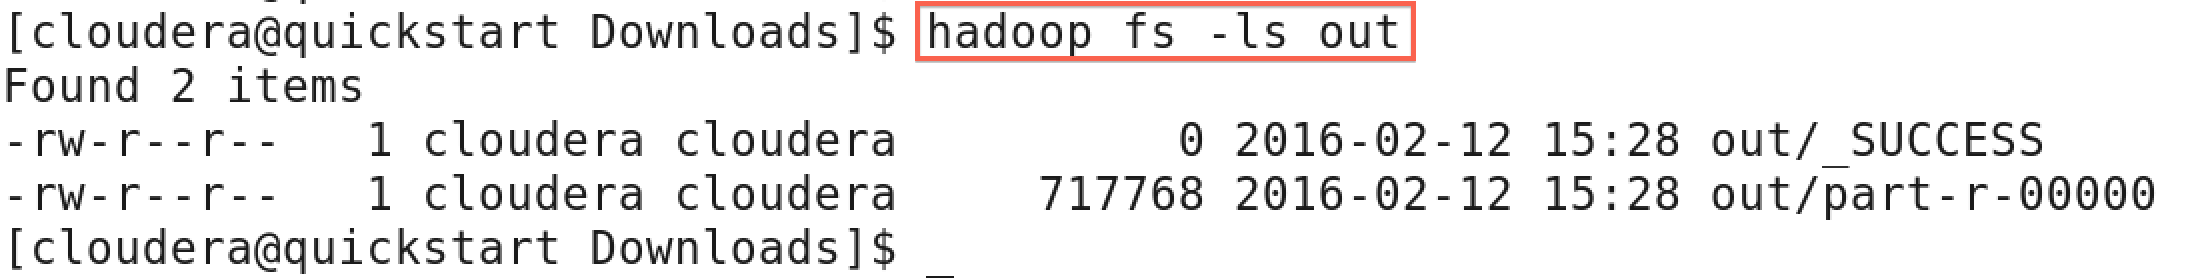 [cloudera@quickstart Downloads]$ hadoop fs -ls out
Found 2 items
-rw-r--r--   1 cloudera cloudera          0 2016-02-12 15:28 out/_SUCCESS
-rw-r--r--   1 cloudera cloudera     717768 2016-02-12 15:28 out/part-r-00000
[cloudera@quickstart Downloads]$ _